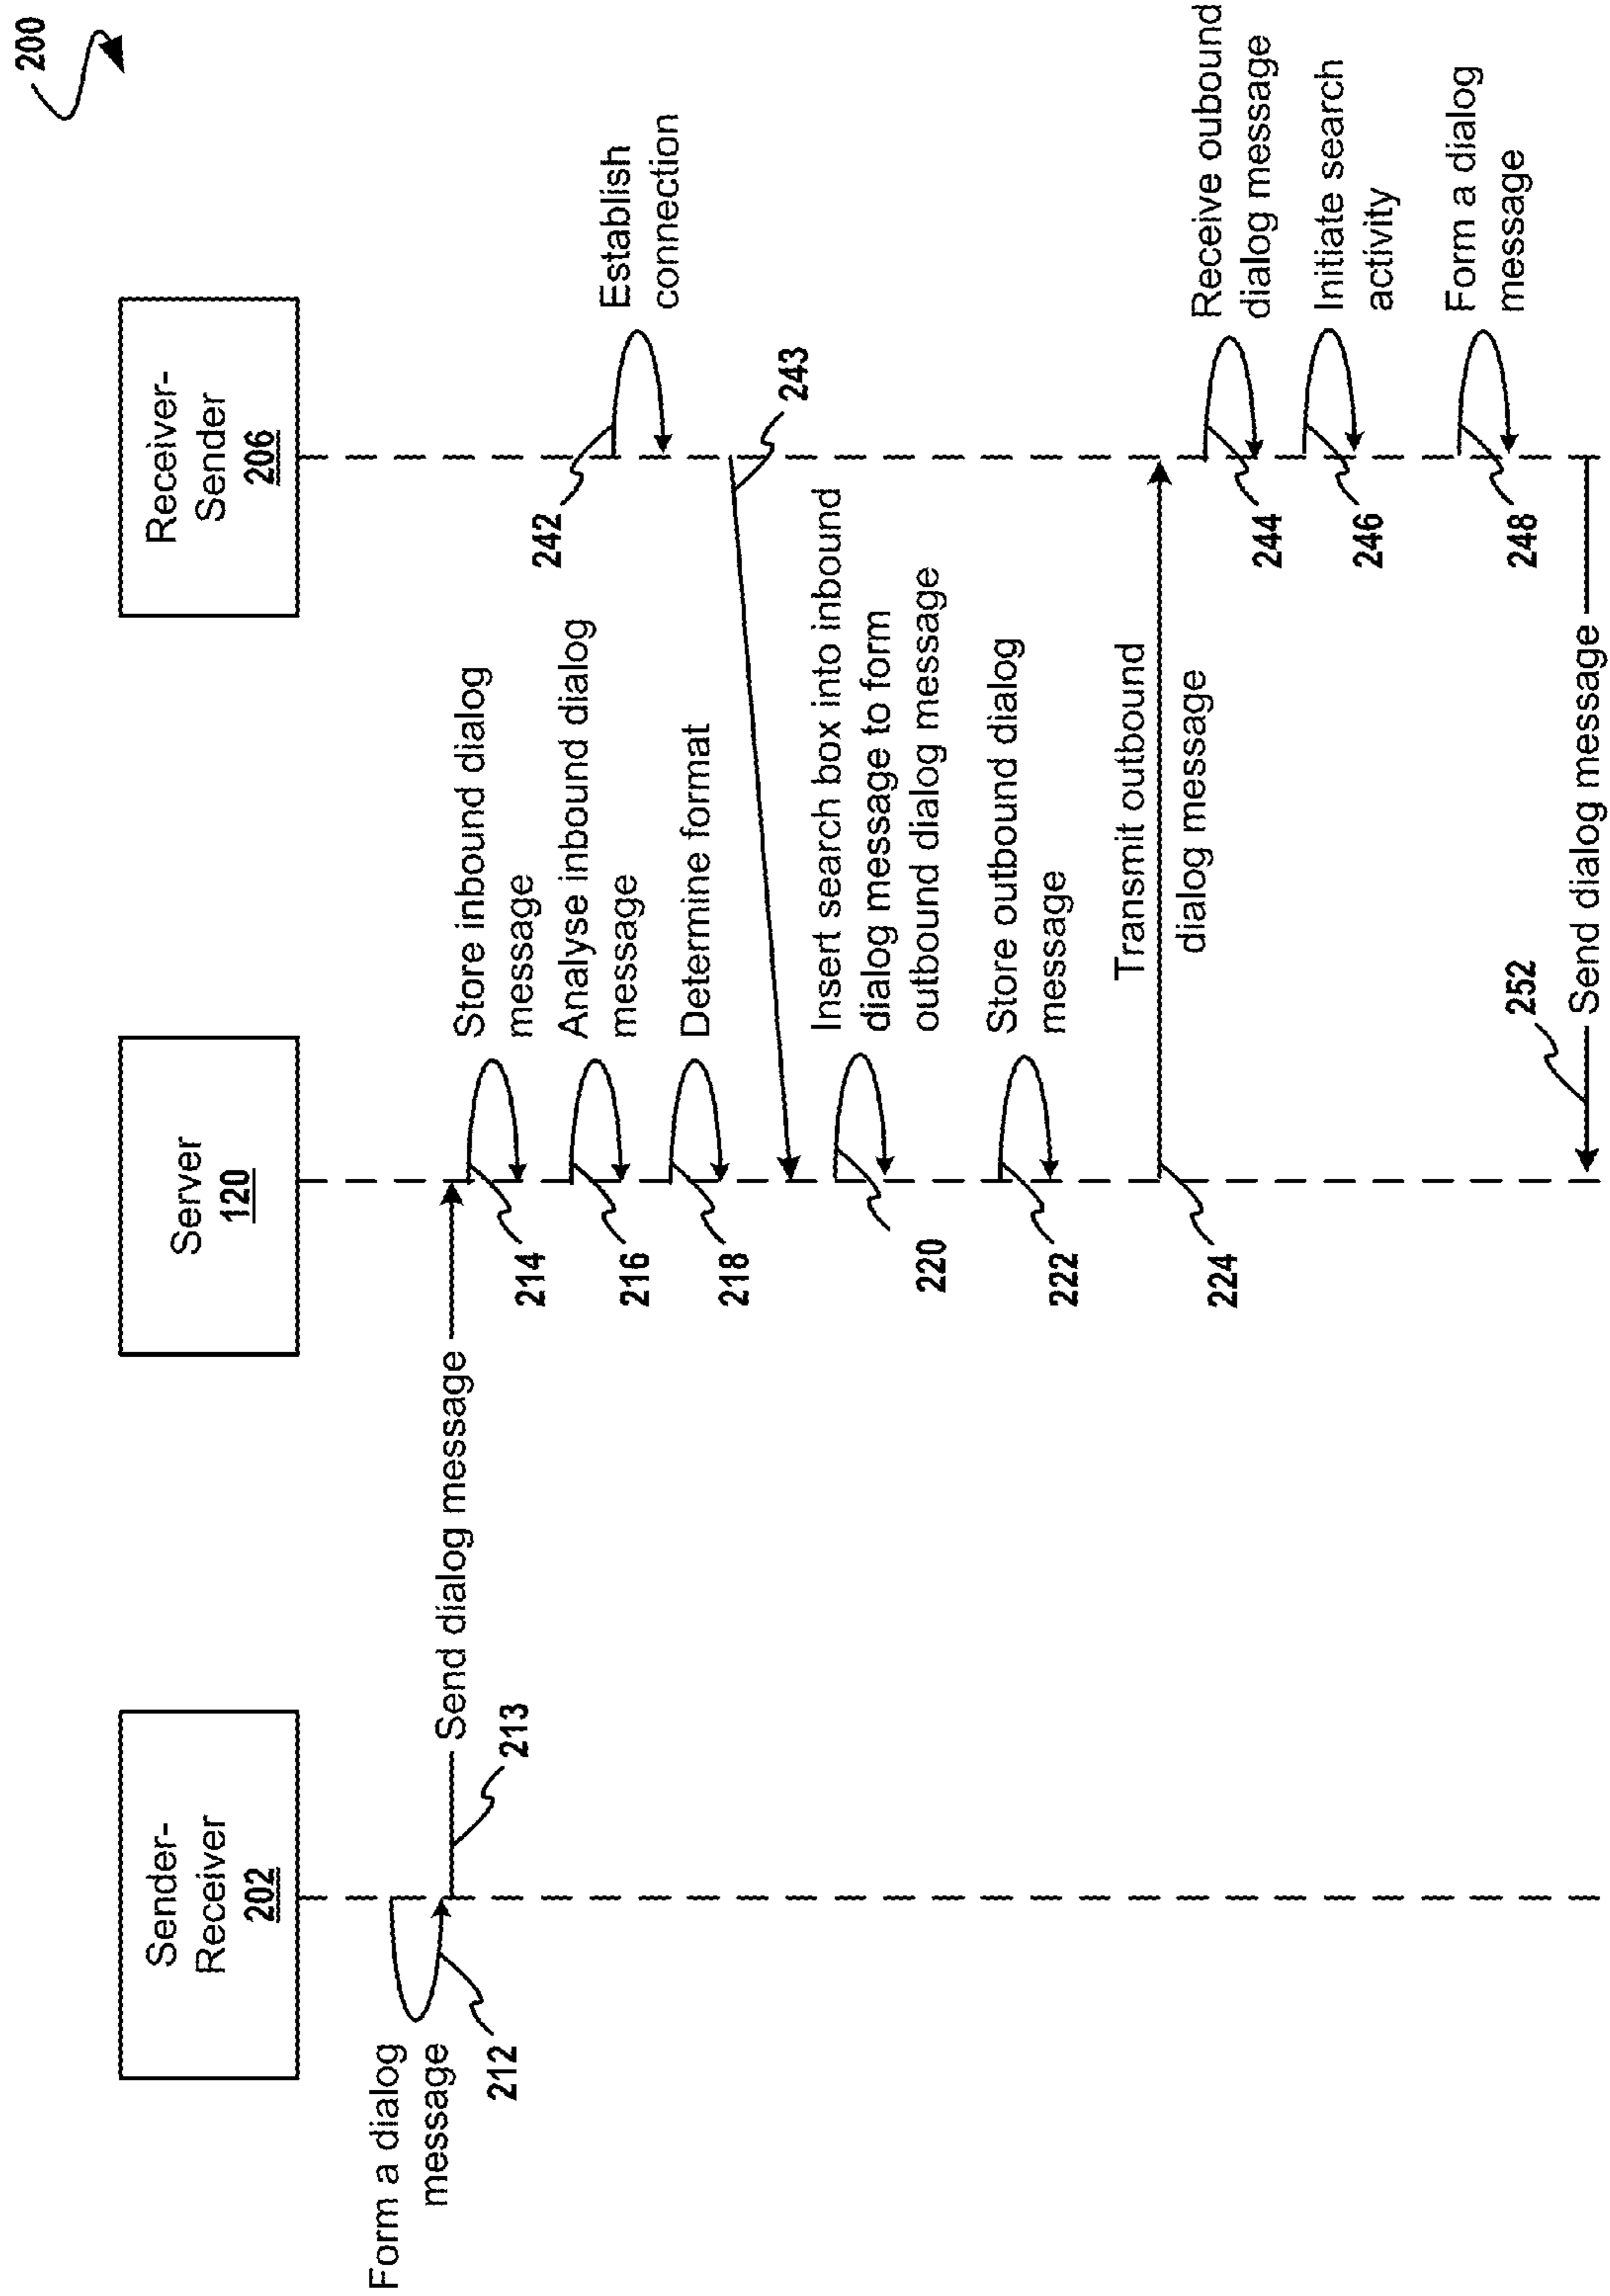 200
Sender-
Receiver
202
Server
120
Receiver-
Sender
206
Form a dialog
message
212
Send dialog message
213
Store inbound dialog
message
214
Analyse inbound dialog
message
216
Establish
connection
242
Determine format
218
243
Insert search box into inbound
dialog message to form
outbound dialog message
220
Store outbound dialog
message
222
Transmit outbound
dialog message
224
Receive oubound
dialog message
244
Initiate search
activity
246
Form a dialog
message
248
252
Send dialog message